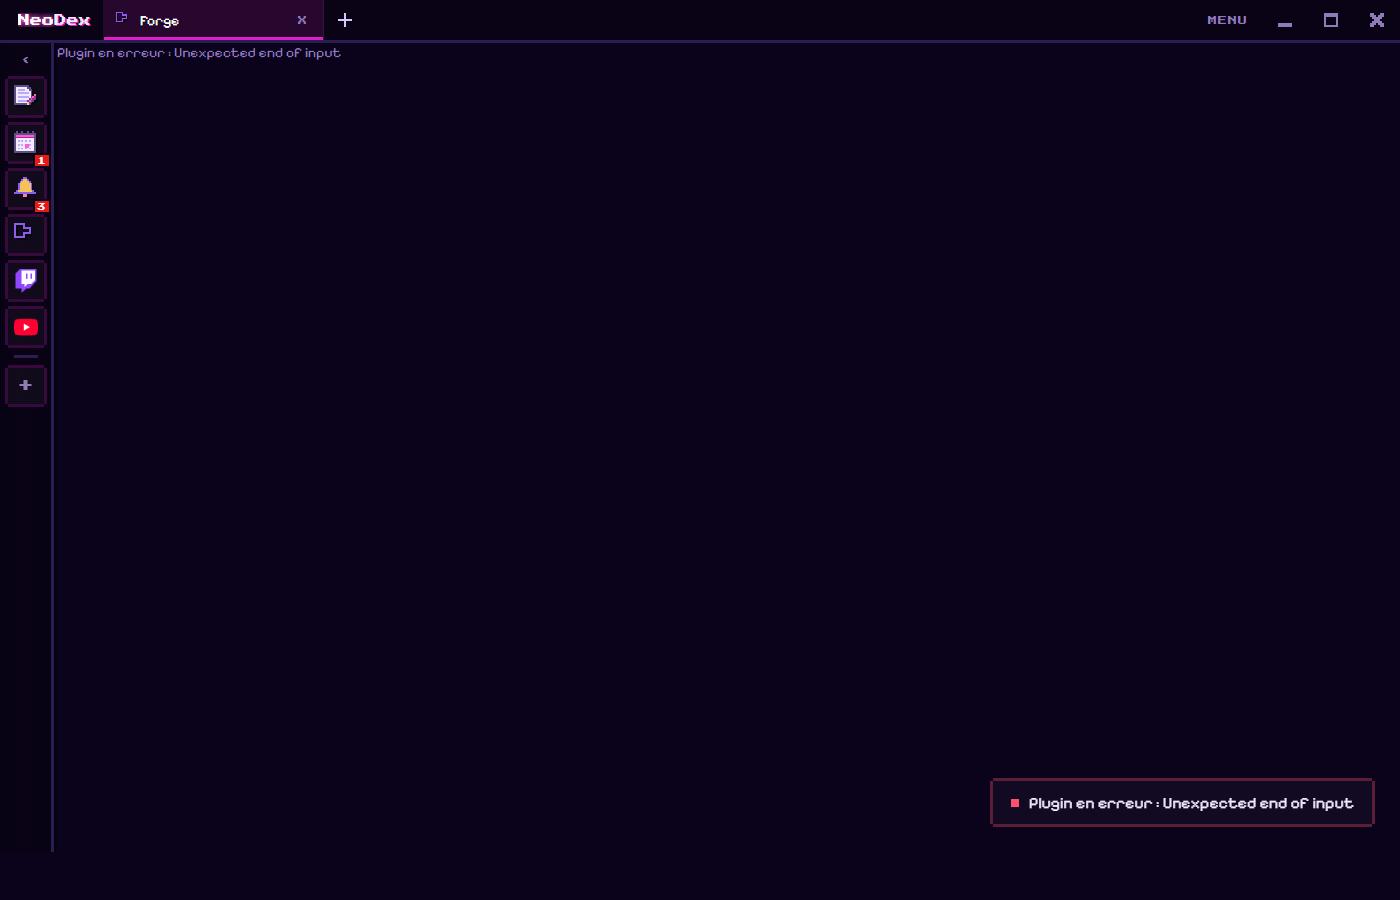 NeoDex
Forge
MENU
Plugin en erreur : Unexpected end of input
1
3
Plugin en erreur : Unexpected end of input